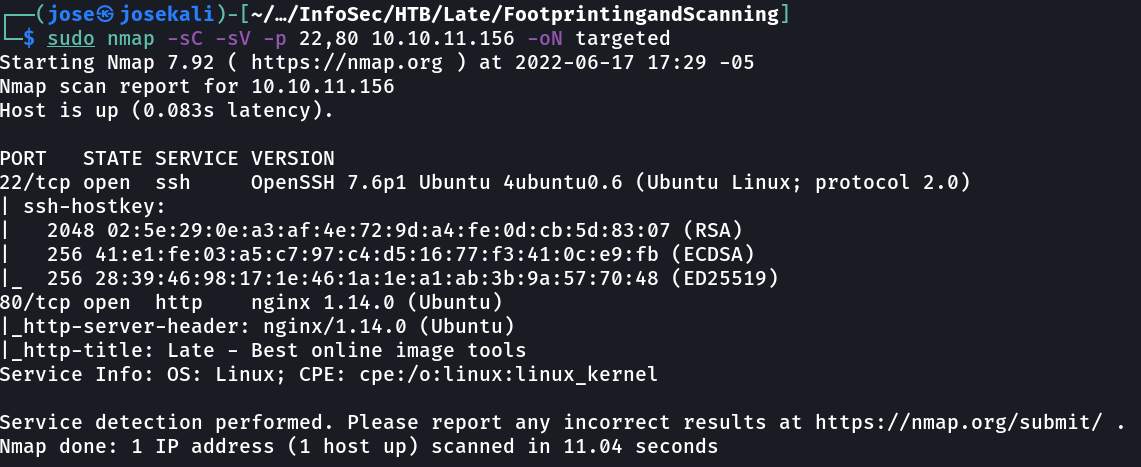 ┌──(jose㉿josekali)-[~/…/InfoSec/HTB/Late/FootprintingandScanning]
└─$ sudo nmap -sC -sV -p 22,80 10.10.11.156 -oN targeted
Starting Nmap 7.92 ( https://nmap.org ) at 2022-06-17 17:29 -05
Nmap scan report for 10.10.11.156
Host is up (0.083s latency).

PORT   STATE SERVICE VERSION
22/tcp open  ssh     OpenSSH 7.6p1 Ubuntu 4ubuntu0.6 (Ubuntu Linux; protocol 2.0)
| ssh-hostkey:
|   2048 02:5e:29:0e:a3:af:4e:72:9d:a4:fe:0d:cb:5d:83:07 (RSA)
|   256 41:e1:fe:03:a5:c7:97:c4:d5:16:77:f3:41:0c:e9:fb (ECDSA)
|_  256 28:39:46:98:17:1e:46:1a:1e:a1:ab:3b:9a:57:70:48 (ED25519)
80/tcp open  http    nginx 1.14.0 (Ubuntu)
|_http-server-header: nginx/1.14.0 (Ubuntu)
|_http-title: Late - Best online image tools
Service Info: OS: Linux; CPE: cpe:/o:linux:linux_kernel

Service detection performed. Please report any incorrect results at https://nmap.org/submit/ .
Nmap done: 1 IP address (1 host up) scanned in 11.04 seconds